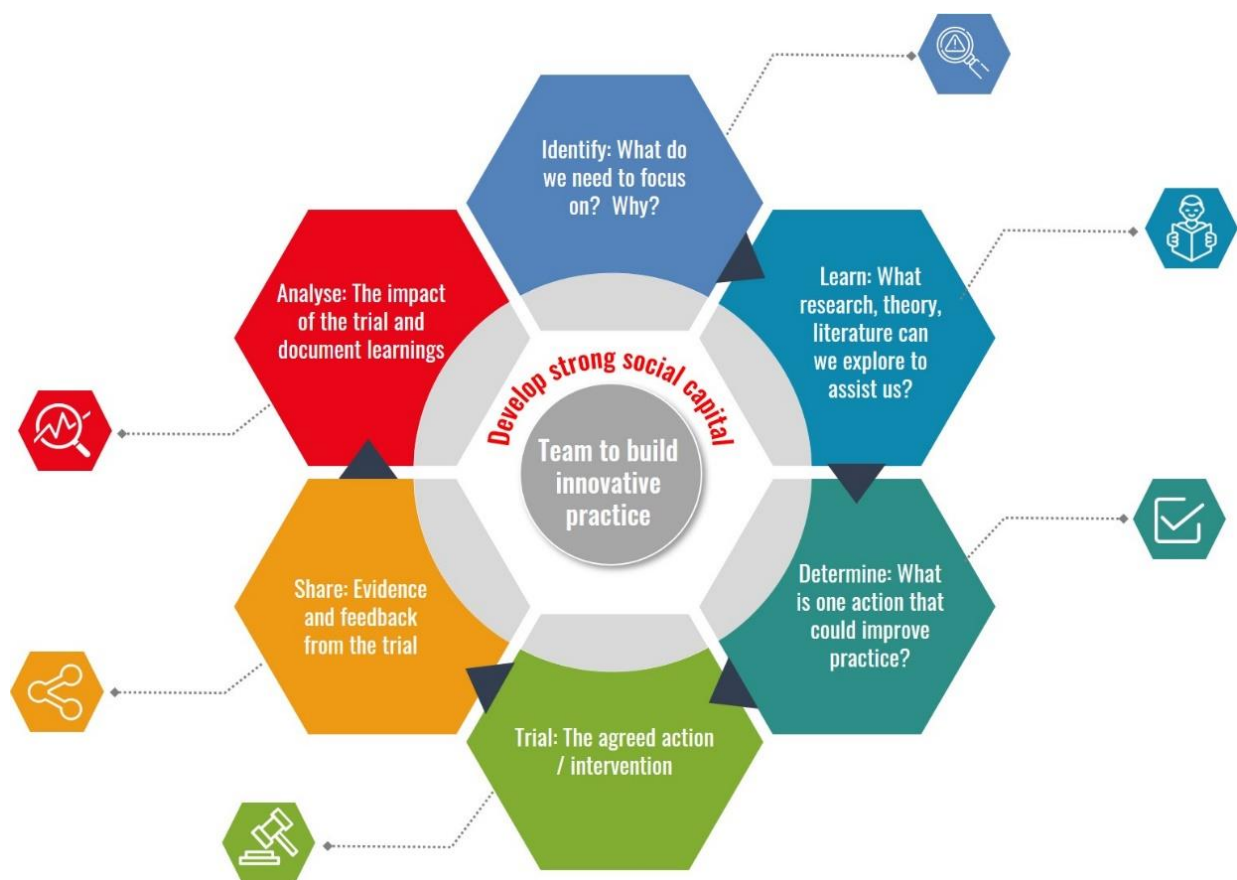 Identify: What do
we need to focus
on? Why?
Learn: What
research, theory,
literature can
we explore to
assist us?
Determine: What
is one action that
could improve
practice?
Trial: The agreed action
/ intervention
Share: Evidence
and feedback
from the trial
Analyse: The impact
of the trial and
document learnings
Develop strong social capital
Team to build
innovative
practice